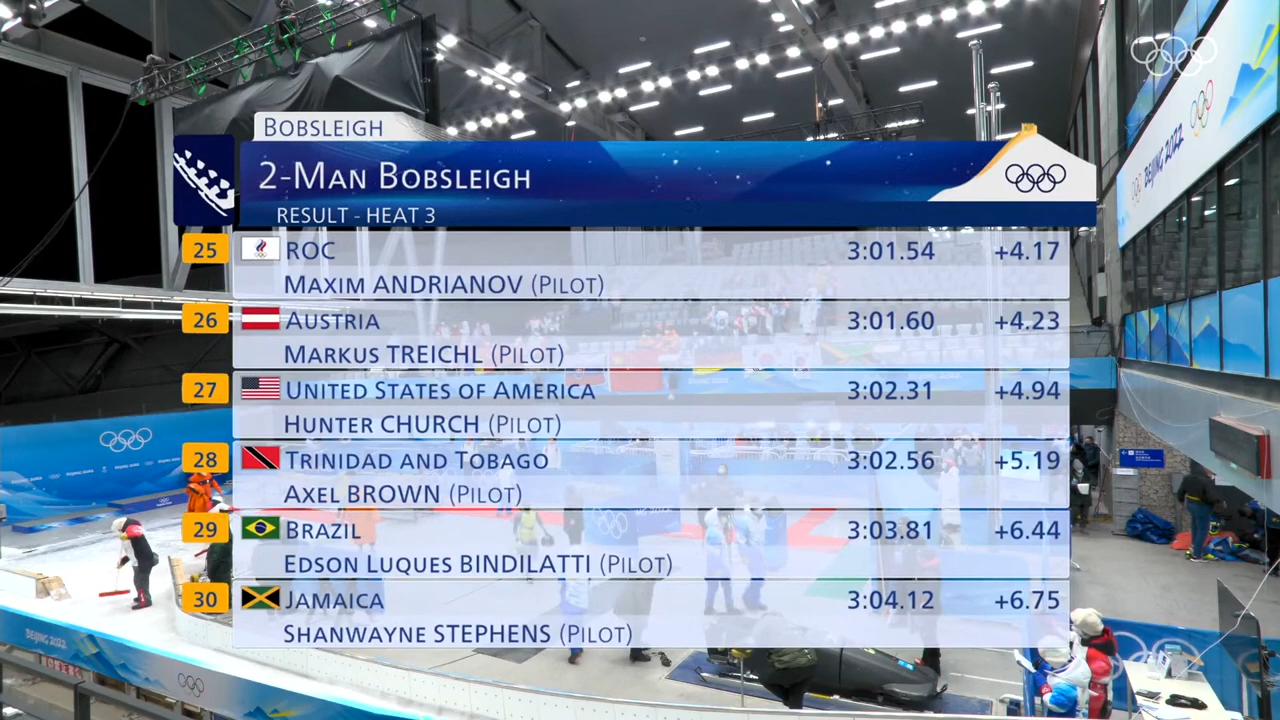 BOBSLEIGH
2-MAN BOBSLEIGH
RESULT - HEAT 3
25 ROC 3:01.54 +4.17
MAXIM ANDRIANOV (PILOT)
26 AUSTRIA 3:01.60 +4.23
MARKUS TREICHL (PILOT)
27 UNITED STATES OF AMERICA 3:02.31 +4.94
HUNTER CHURCH (PILOT)
28 TRINIDAD AND TOBAGO 3:02.56 +5.19
AXEL BROWN (PILOT)
29 BRAZIL 3:03.81 +6.44
EDSON LUQUES BINDILATTI (PILOT)
30 JAMAICA 3:04.12 +6.75
SHANWAYNE STEPHENS (PILOT)
BEIJING 2022
BEIJING 2022